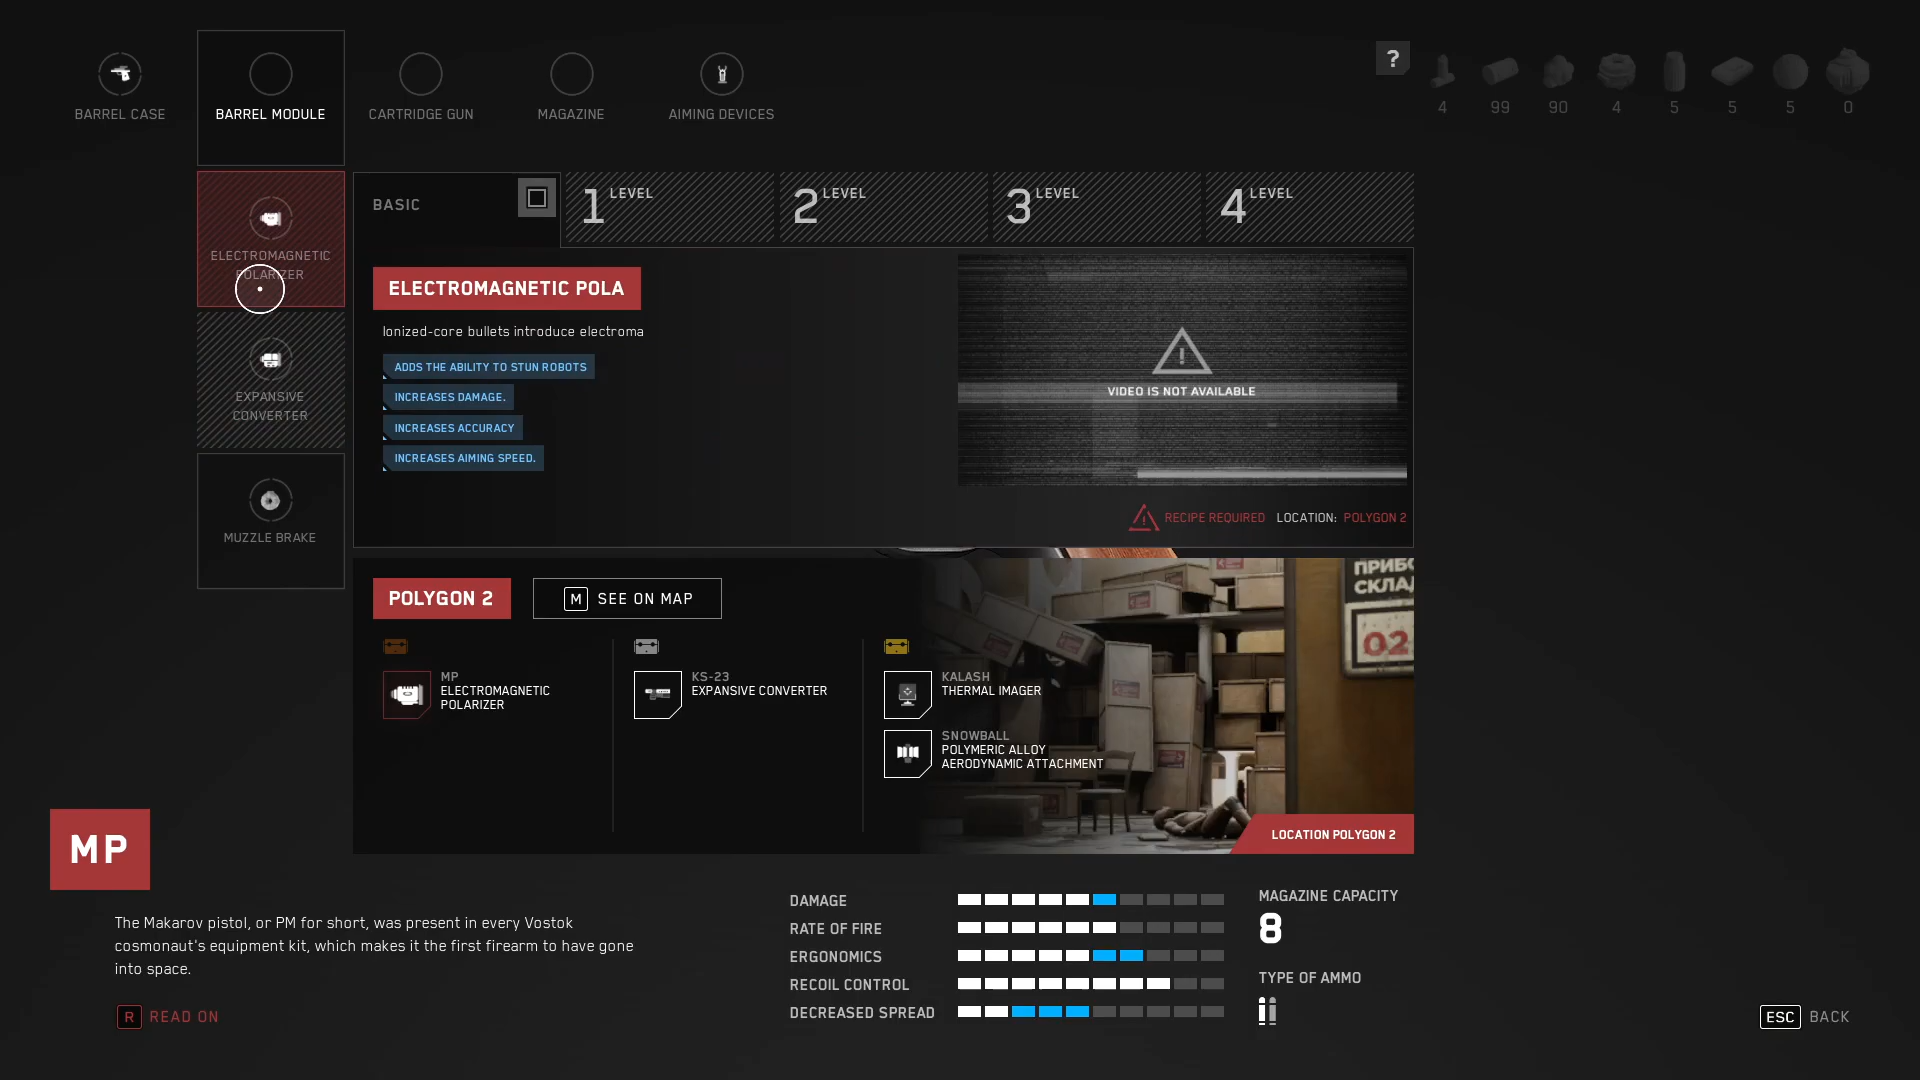 BARREL CASE
BARREL MODULE
CARTRIDGE GUN
MAGAZINE
AIMING DEVICES
?
4 99 90 4 5 5 5 0
ELECTROMAGNETIC
POLARIZER
EXPANSIVE
CONVERTER
MUZZLE BRAKE
BASIC
1 LEVEL
2 LEVEL
3 LEVEL
4 LEVEL
ELECTROMAGNETIC POLA
Ionized-core bullets introduce electroma
ADDS THE ABILITY TO STUN ROBOTS
INCREASES DAMAGE.
INCREASES ACCURACY
INCREASES AIMING SPEED.
VIDEO IS NOT AVAILABLE
RECIPE REQUIRED LOCATION: POLYGON 2
POLYGON 2
M SEE ON MAP
MP
ELECTROMAGNETIC
POLARIZER
KS-23
EXPANSIVE CONVERTER
KALASH
THERMAL IMAGER
SNOWBALL
POLYMERIC ALLOY
AERODYNAMIC ATTACHMENT
ПРИБО
СКЛАД
02
LOCATION POLYGON 2
MP
The Makarov pistol, or PM for short, was present in every Vostok
cosmonaut's equipment kit, which makes it the first firearm to have gone
into space.
R READ ON
DAMAGE
RATE OF FIRE
ERGONOMICS
RECOIL CONTROL
DECREASED SPREAD
MAGAZINE CAPACITY
8
TYPE OF AMMO
ESC BACK